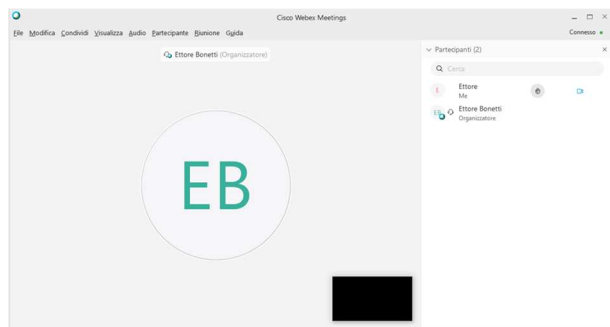 Cisco Webex Meetings
File Modifica Condividi Visualizza Audio Partecipante Riunione Guida
Connesso
Ettore Bonetti (Organizzatore)
EB
Partecipanti (2)
Cerca
E
Ettore
Me
EB
Ettore Bonetti
Organizzatore